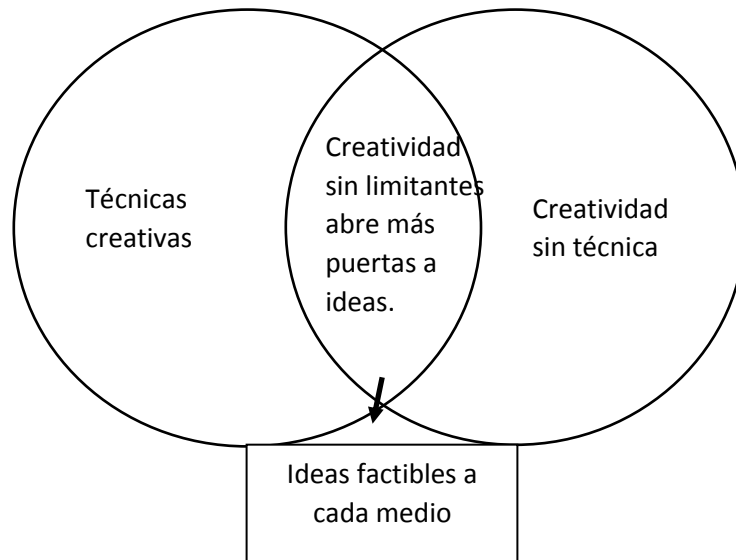 Técnicas
creativas
Creatividad
sin limitantes
abre más
puertas a
ideas.
Creatividad
sin técnica
Ideas factibles a
cada medio